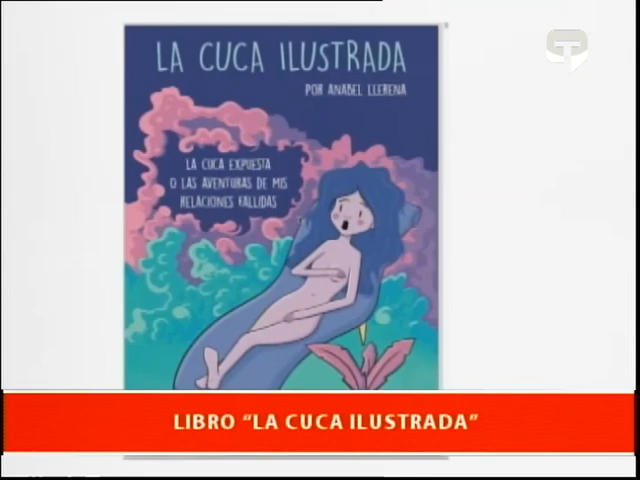 LA CUCA ILUSTRADA
POR ANABEL LLERENA
LA CUCA EXPUESTA
O LAS AVENTURAS DE MIS
RELACIONES FALLIDAS
LIBRO “LA CUCA ILUSTRADA”